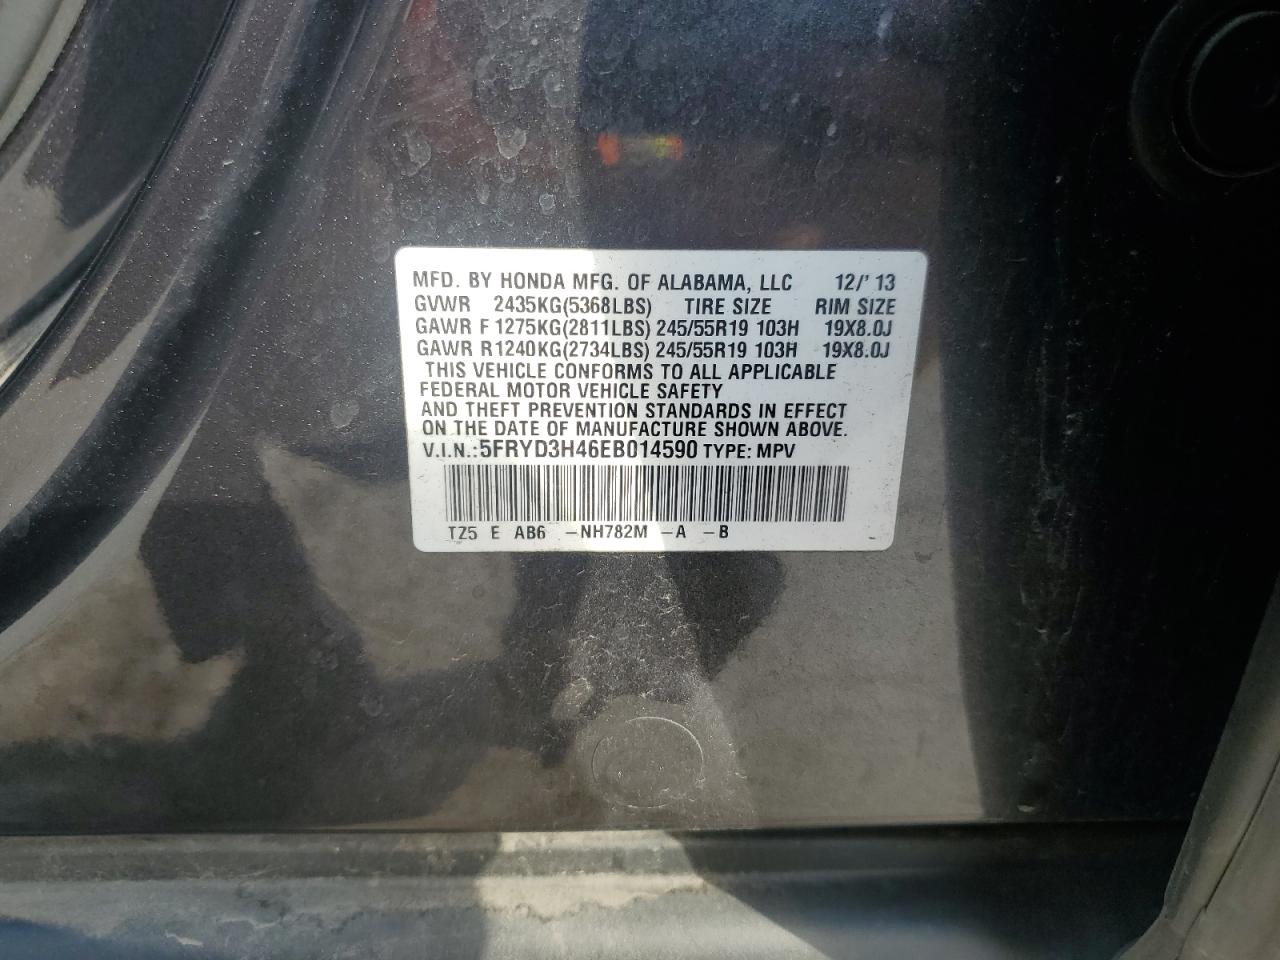 MFD. BY HONDA MFG. OF ALABAMA, LLC 12/' 13
GVWR 2435KG(5368LBS) TIRE SIZE RIM SIZE
GAWR F 1275KG(2811LBS) 245/55R19 103H 19X8.0J
GAWR R1240KG(2734LBS) 245/55R19 103H 19X8.0J
THIS VEHICLE CONFORMS TO ALL APPLICABLE
FEDERAL MOTOR VEHICLE SAFETY
AND THEFT PREVENTION STANDARDS IN EFFECT
ON THE DATE OF MANUFACTURE SHOWN ABOVE.
V.I.N.:5FRYD3H46EB014590 TYPE: MPV
TZ5 E AB6 -NH782M -A -B -